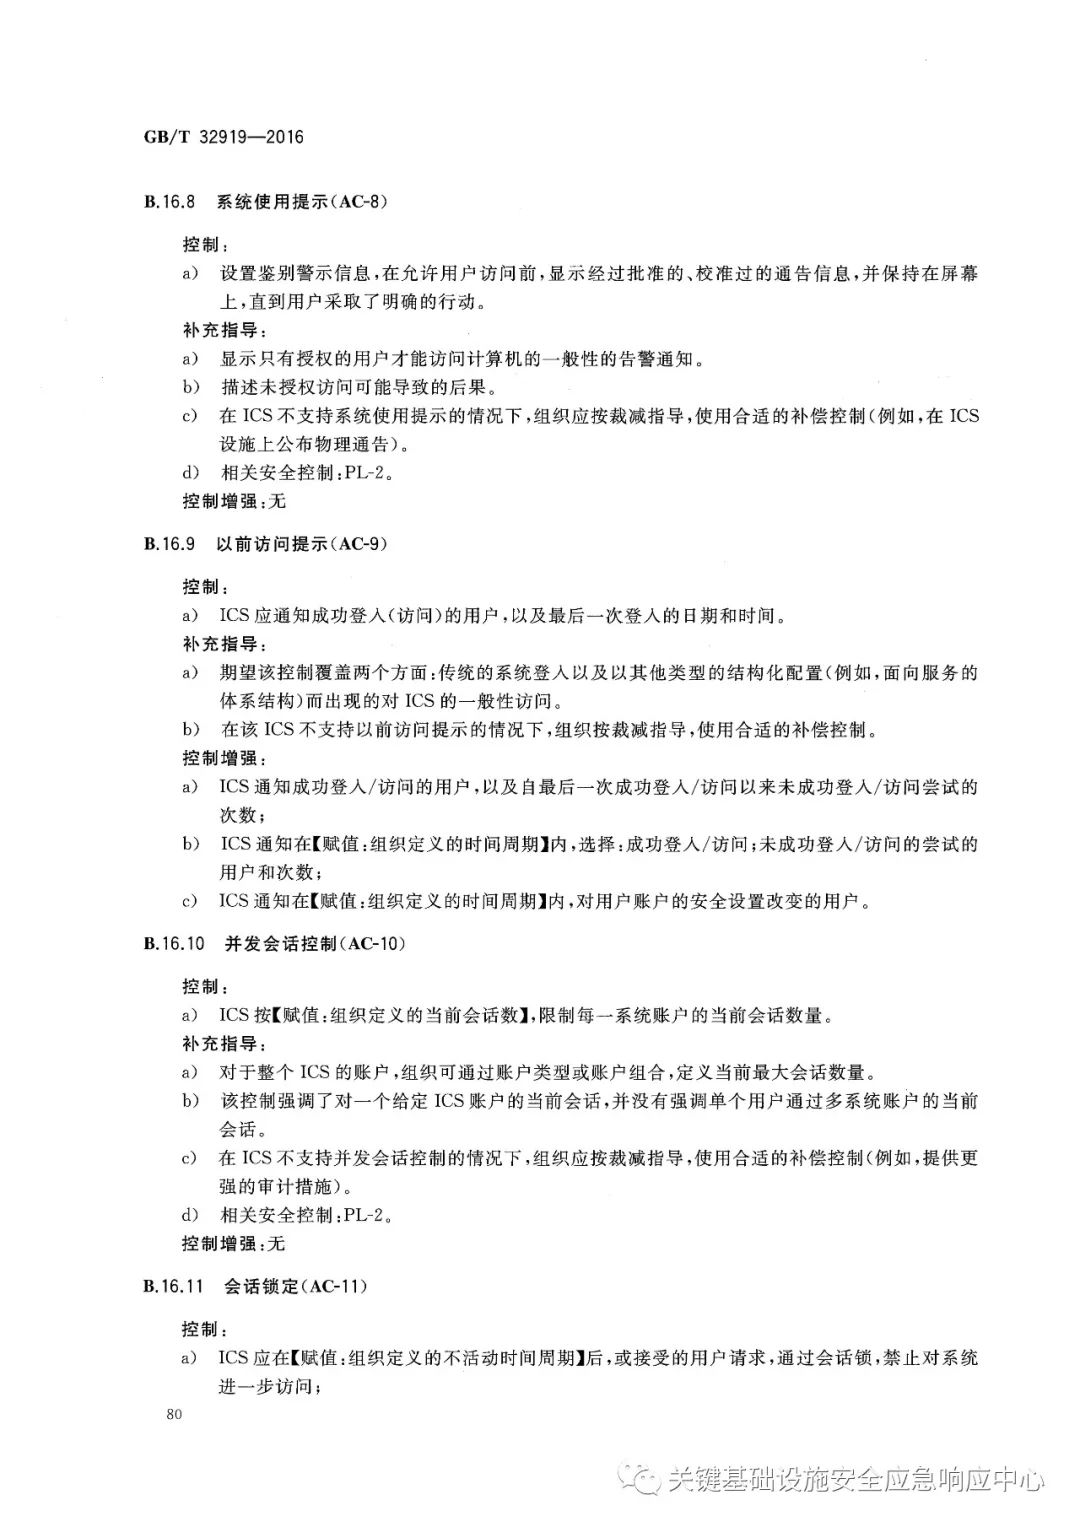 GB/T 32919—2016
B.16.8 系统使用提示(AC-8)
控制:
a) 设置鉴别警示信息,在允许用户访问前,显示经过批准的、校准过的通告信息,并保持在屏幕
上,直到用户采取了明确的行动。
补充指导:
a) 显示只有授权的用户才能访问计算机的一般性的告警通知。
b) 描述未授权访问可能导致的后果。
c) 在 ICS 不支持系统使用提示的情况下,组织应按裁减指导,使用合适的补偿控制(例如,在 ICS
设施上公布物理通告)。
d) 相关安全控制:PL-2。
控制增强:无
B.16.9 以前访问提示(AC-9)
控制:
a) ICS 应通知成功登入(访问)的用户,以及最后一次登入的日期和时间。
补充指导:
a) 期望该控制覆盖两个方面:传统的系统登入以及以其他类型的结构化配置(例如,面向服务的
体系结构)而出现的对 ICS 的一般性访问。
b) 在该 ICS 不支持以前访问提示的情况下,组织按裁减指导,使用合适的补偿控制。
控制增强:
a) ICS 通知成功登入/访问的用户,以及自最后一次成功登入/访问以来未成功登入/访问尝试的
次数;
b) ICS 通知在【赋值:组织定义的时间周期】内,选择:成功登入/访问;未成功登入/访问的尝试的
用户和次数;
c) ICS 通知在【赋值:组织定义的时间周期】内,对用户账户的安全设置改变的用户。
B.16.10 并发会话控制(AC-10)
控制:
a) ICS 按【赋值:组织定义的当前会话数】,限制每一系统账户的当前会话数量。
补充指导:
a) 对于整个 ICS 的账户,组织可通过账户类型或账户组合,定义当前最大会话数量。
b) 该控制强调了对一个给定 ICS 账户的当前会话,并没有强调单个用户通过多系统账户的当前
会话。
c) 在 ICS 不支持并发会话控制的情况下,组织应按裁减指导,使用合适的补偿控制(例如,提供更
强的审计措施)。
d) 相关安全控制:PL-2。
控制增强:无
B.16.11 会话锁定(AC-11)
控制:
a) ICS 应在【赋值:组织定义的不活动时间周期】后,或接受的用户请求,通过会话锁,禁止对系统
进一步访问;
80
关键基础设施安全应急响应中心